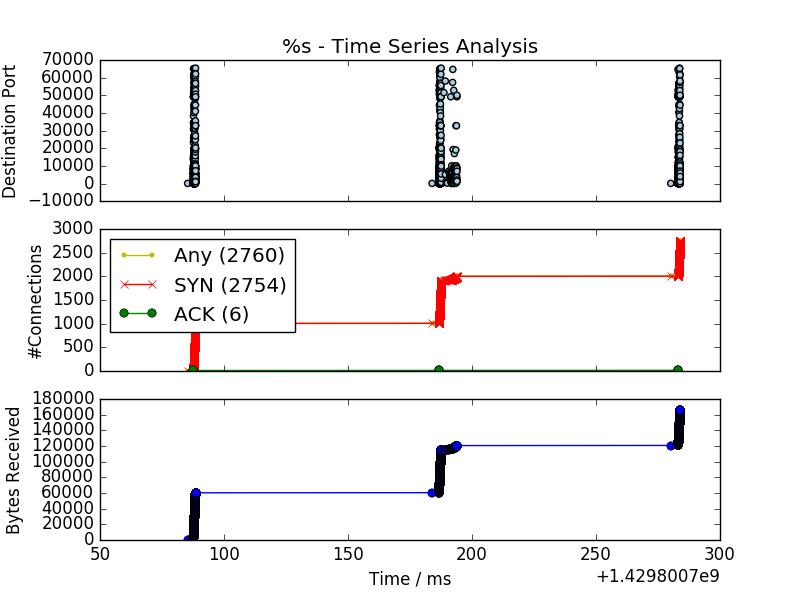 %s - Time Series Analysis
Destination Port
70000
60000
50000
40000
30000
20000
10000
0
−10000
#Connections
3000
2500
2000
1500
1000
500
0
Any (2760)
SYN (2754)
ACK (6)
Bytes Received
180000
160000
140000
120000
100000
80000
60000
40000
20000
0
50 100 150 200 250 300
Time / ms
+1.4298007e9